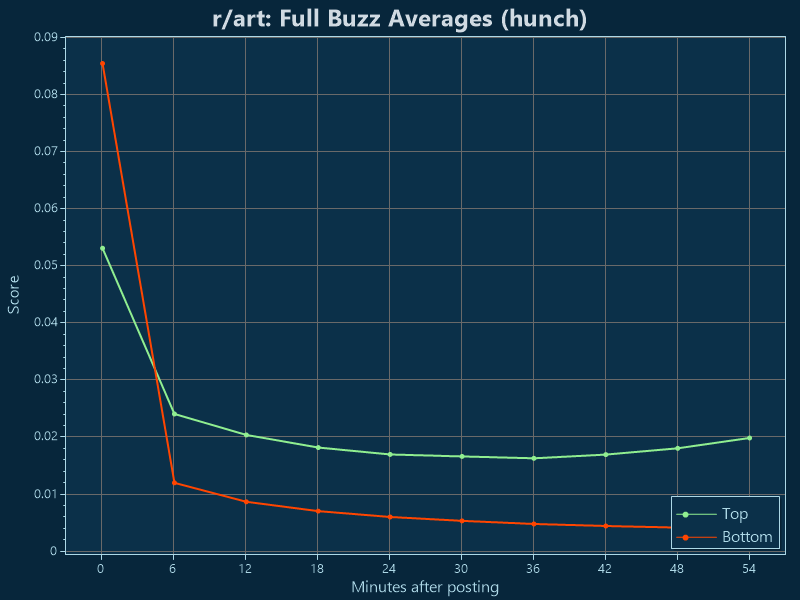 r/art: Full Buzz Averages (hunch)
0.09
0.08
0.07
0.06
0.05
0.04
0.03
0.02
0.01
0
Score
0 6 12 18 24 30 36 42 48 54
Minutes after posting
Top
Bottom